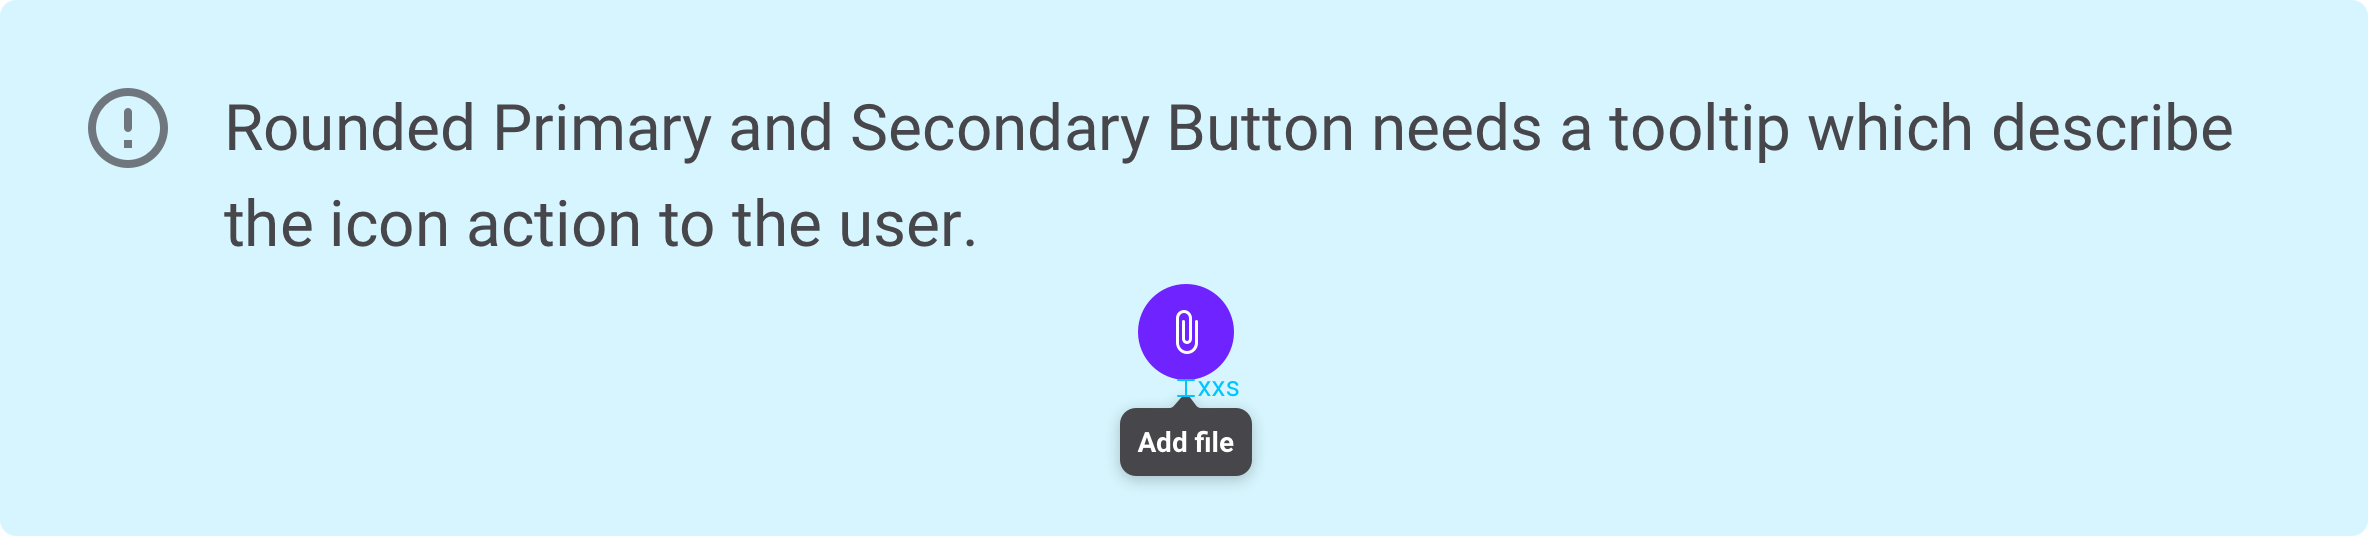 Rounded Primary and Secondary Button needs a tooltip which describe
the icon action to the user.
xxs
Add file